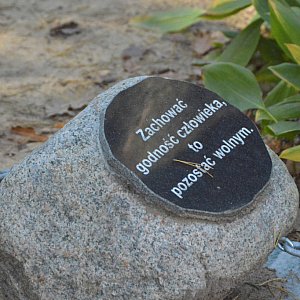 Zachować
godność człowieka,
to
pozostać wolnym.